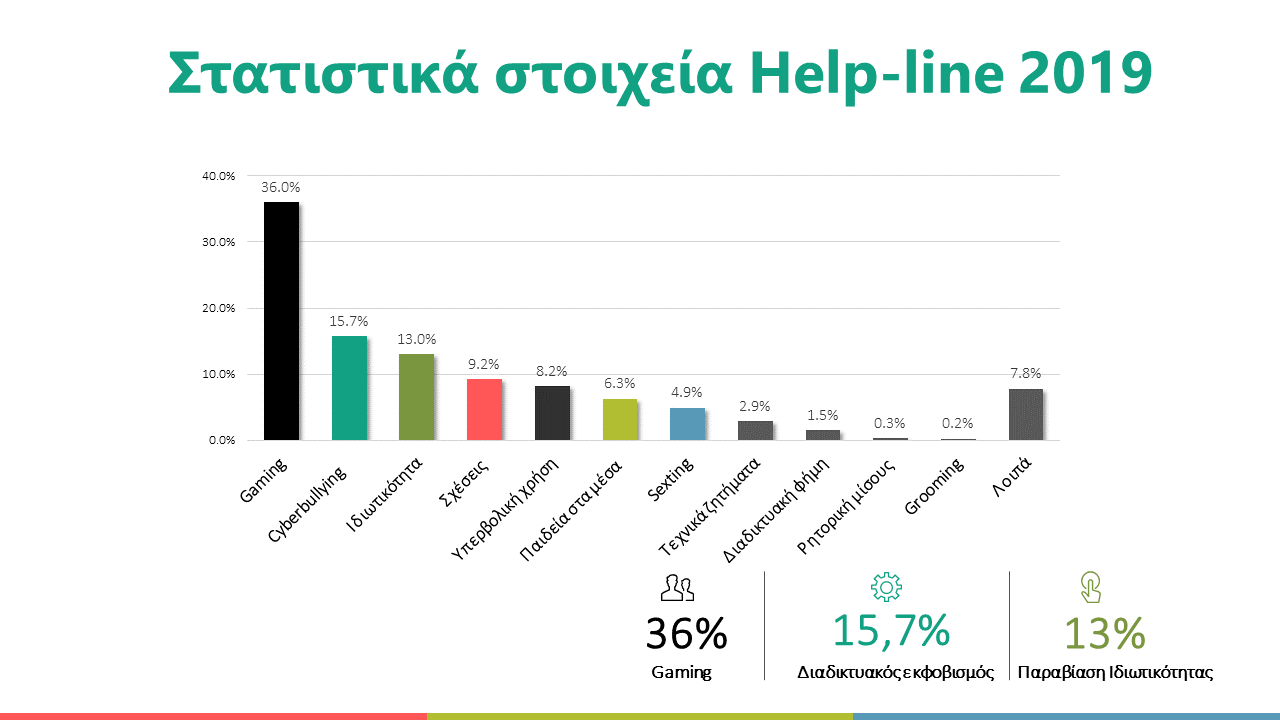 Στατιστικά στοιχεία Help-line 2019
40.0%
30.0%
20.0%
10.0%
0.0%
36.0%
15.7%
13.0%
9.2%
8.2%
6.3%
4.9%
2.9%
1.5%
0.3%
0.2%
7.8%
Gaming
Cyberbullying
Ιδιωτικότητα
Σχέσεις
Υπερβολική χρήση
Παιδεία στα μέσα
Sexting
Τεχνικά ζητήματα
Διαδικτυακή φήμη
Ρητορική μίσους
Grooming
Λοιπά
36%
Gaming
15,7%
Διαδικτυακός εκφοβισμός
13%
Παραβίαση Ιδιωτικότητας